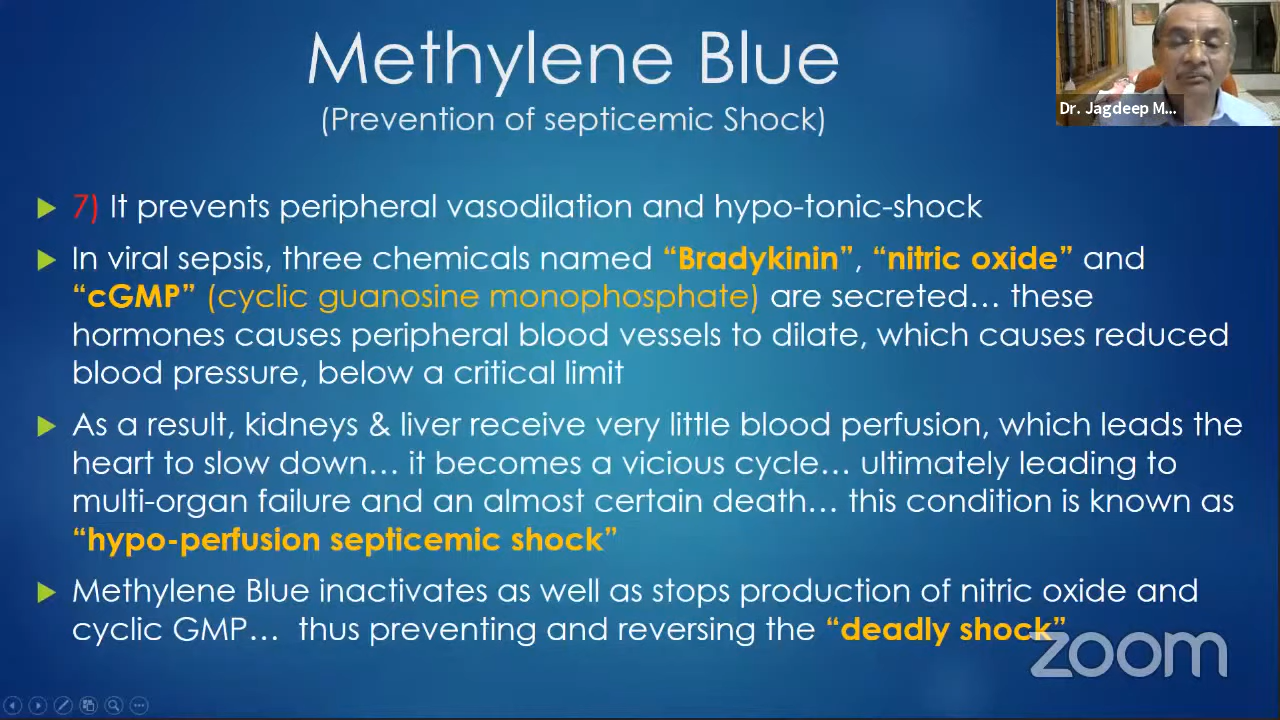 Methylene Blue
(Prevention of septicemic Shock)
Dr. Jagdeep M...
7) It prevents peripheral vasodilation and hypo-tonic-shock
In viral sepsis, three chemicals named “Bradykinin”, “nitric oxide” and
“cGMP” (cyclic guanosine monophosphate) are secreted… these
hormones causes peripheral blood vessels to dilate, which causes reduced
blood pressure, below a critical limit
As a result, kidneys & liver receive very little blood perfusion, which leads the
heart to slow down… it becomes a vicious cycle… ultimately leading to
multi-organ failure and an almost certain death… this condition is known as
“hypo-perfusion septicemic shock”
Methylene Blue inactivates as well as stops production of nitric oxide and
cyclic GMP… thus preventing and reversing the “deadly shock”
zoom